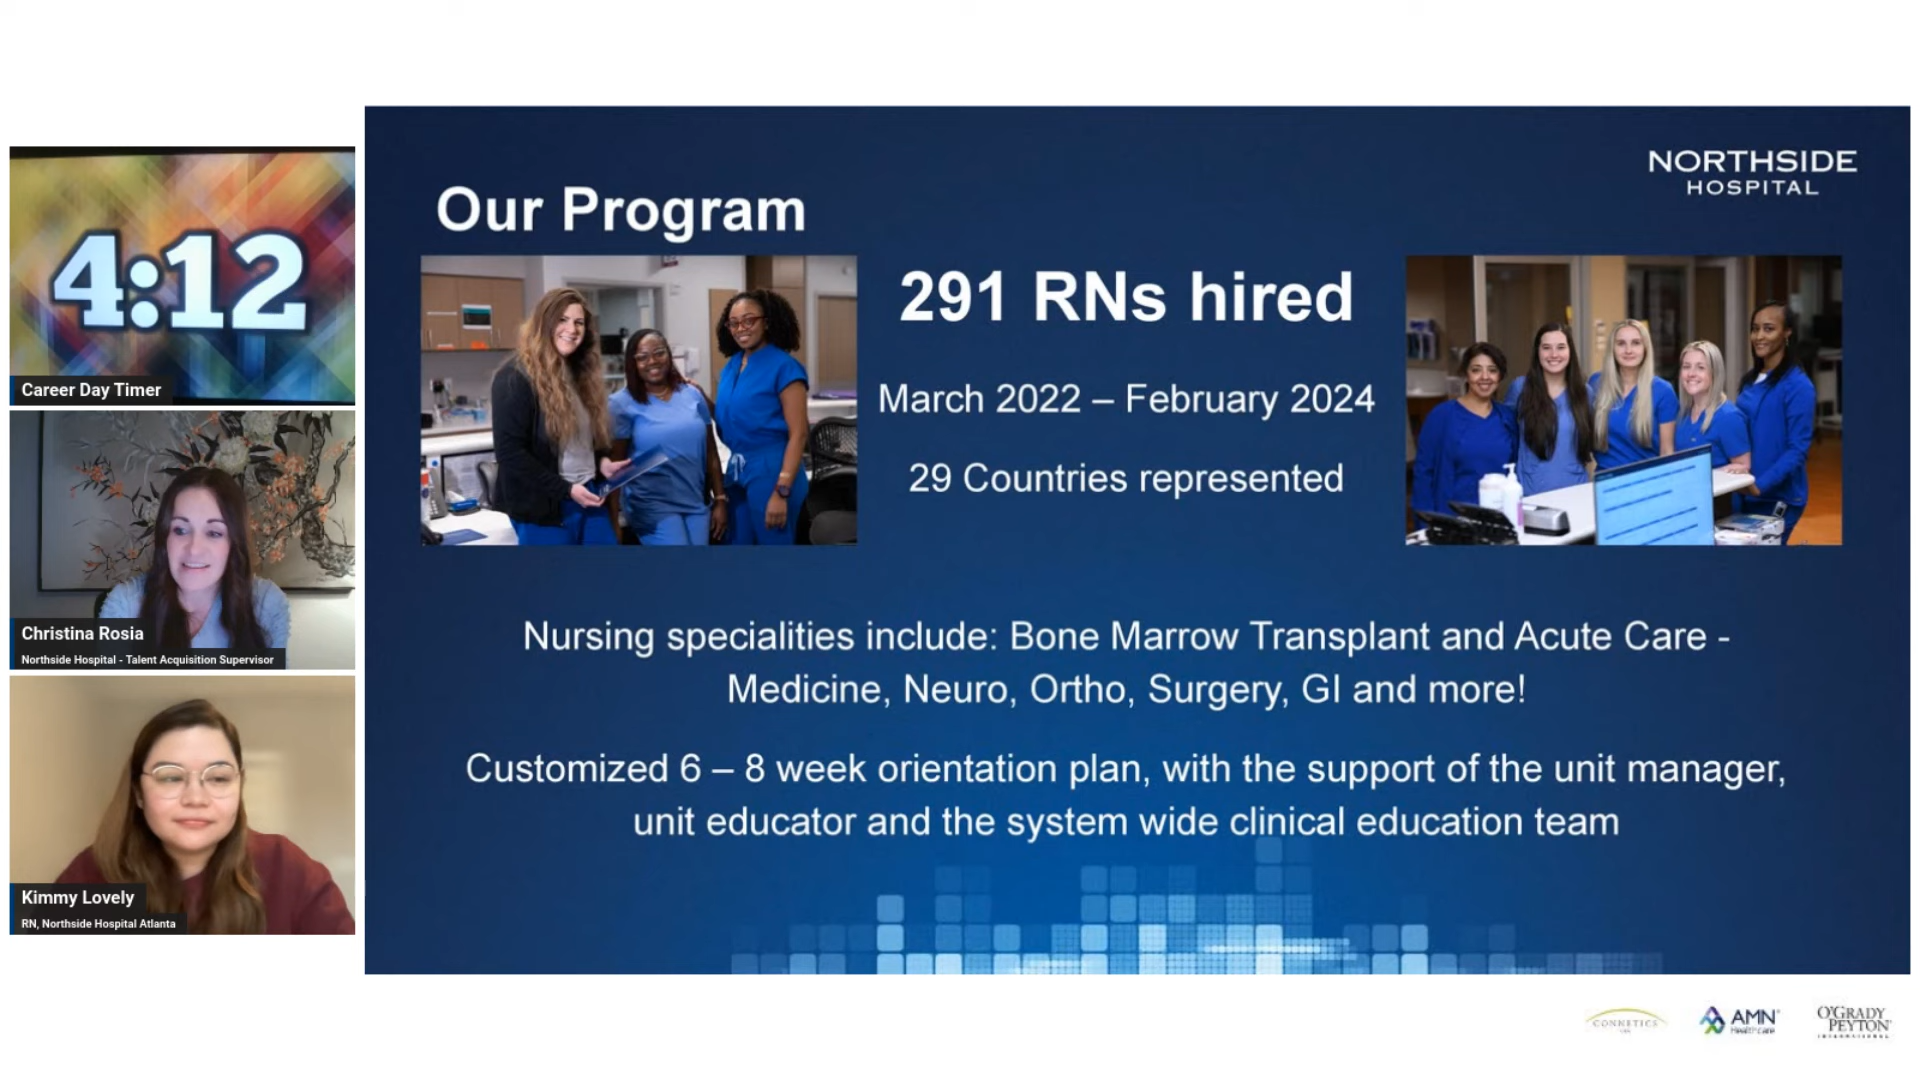 4:12
Career Day Timer
Christina Rosia
Northside Hospital - Talent Acquisition Supervisor
Kimmy Lovely
RN, Northside Hospital Atlanta
NORTHSIDE
HOSPITAL
Our Program
291 RNs hired
March 2022 – February 2024
29 Countries represented
Nursing specialities include: Bone Marrow Transplant and Acute Care -
Medicine, Neuro, Ortho, Surgery, GI and more!
Customized 6 – 8 week orientation plan, with the support of the unit manager,
unit educator and the system wide clinical education team
CONNETICS
AMN
Healthcare
O'GRADY
PEYTON
INTERNATIONAL